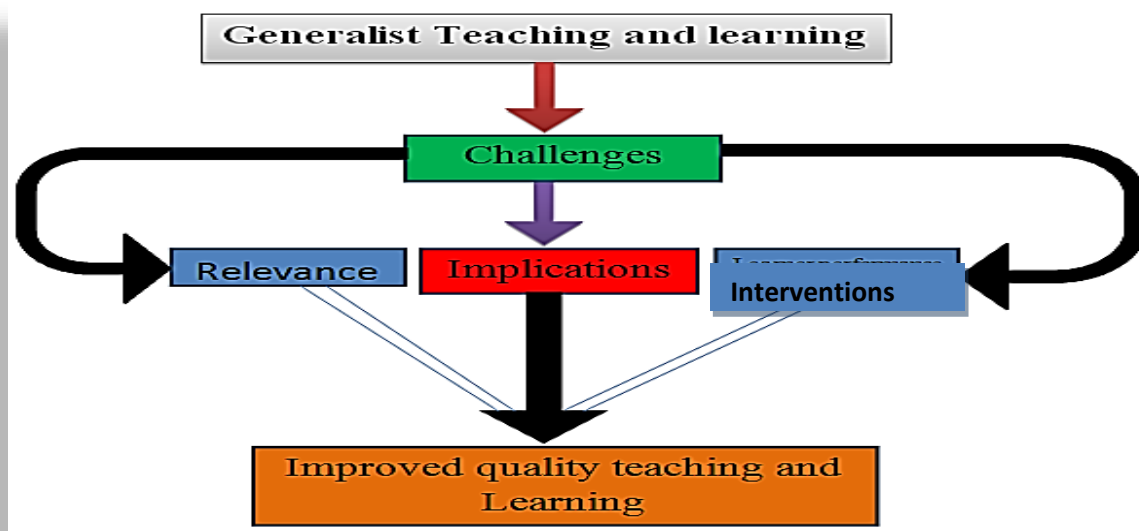 Generalist Teaching and learning
Challenges
Relevance
Implications
Interventions
Improved quality teaching and
Learning